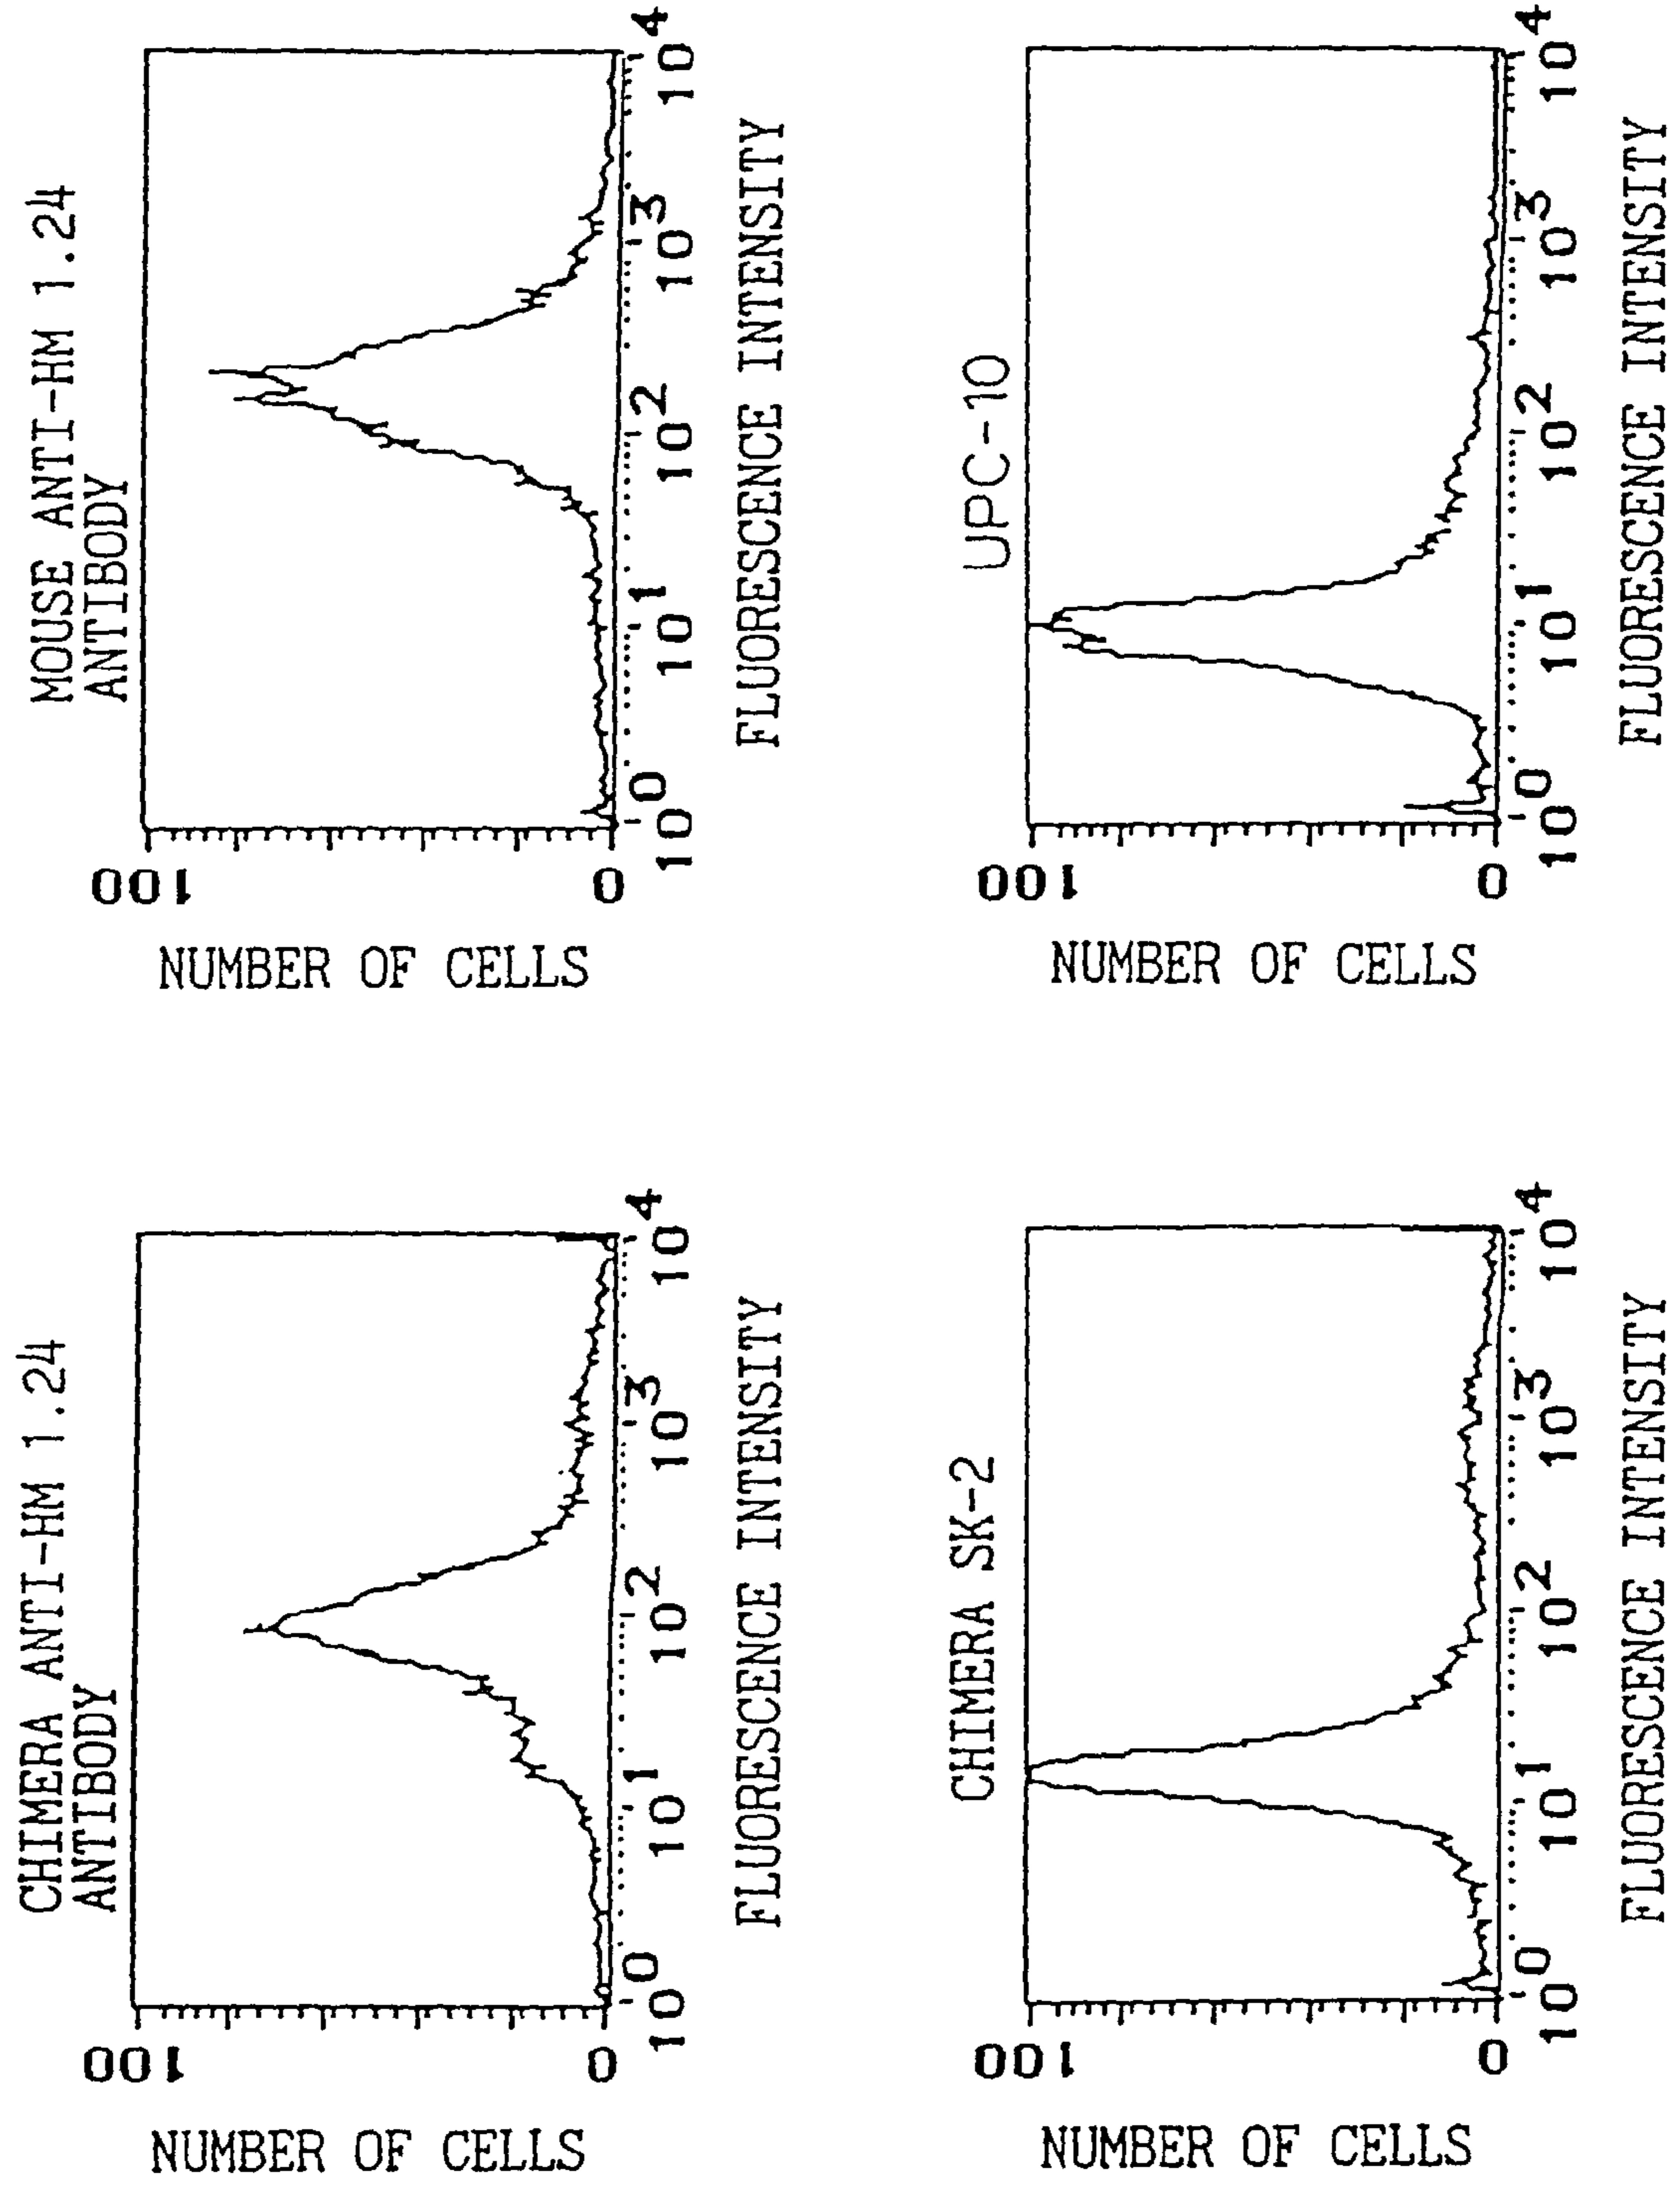 CHIMERA ANTI-HM 1.24
ANTIBODY
100
0
NUMBER OF CELLS
10^0 10^1 10^2 10^3 10^4
FLUORESCENCE INTENSITY
MOUSE ANTI-HM 1.24
ANTIBODY
100
0
NUMBER OF CELLS
10^0 10^1 10^2 10^3 10^4
FLUORESCENCE INTENSITY
CHIMERA SK-2
100
0
NUMBER OF CELLS
10^0 10^1 10^2 10^3 10^4
FLUORESCENCE INTENSITY
UPC-10
100
0
NUMBER OF CELLS
10^0 10^1 10^2 10^3 10^4
FLUORESCENCE INTENSITY